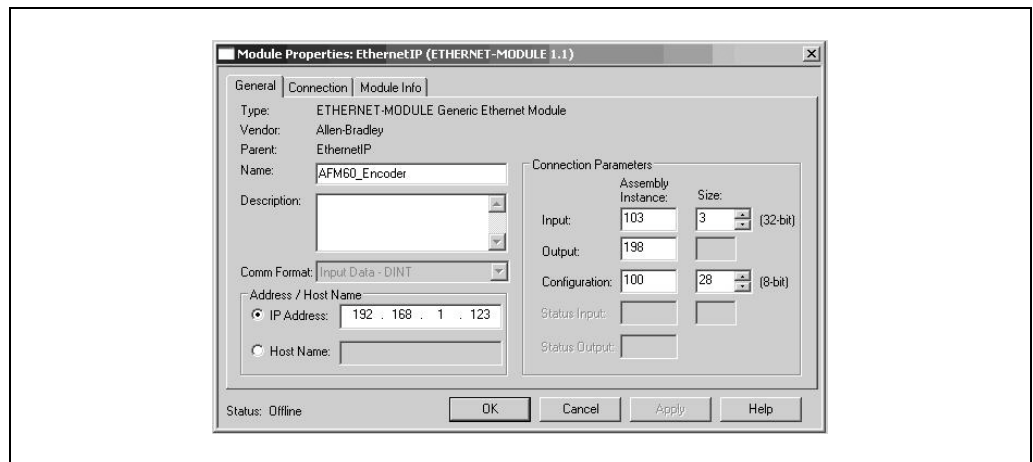 Module Properties: EthernetIP (ETHERNET-MODULE 1.1)
General Connection Module Info
Type: ETHERNET-MODULE Generic Ethernet Module
Vendor: Allen-Bradley
Parent: EthernetIP
Name: AFM60_Encoder
Description:
Comm Format: Input Data - DINT
Address / Host Name
IP Address: 192 . 168 . 1 . 123
Host Name:
Connection Parameters
Assembly
Instance: Size:
Input: 103 3 (32-bit)
Output: 198
Configuration: 100 28 (8-bit)
Status Input:
Status Output:
Status: Offline OK Cancel Apply Help